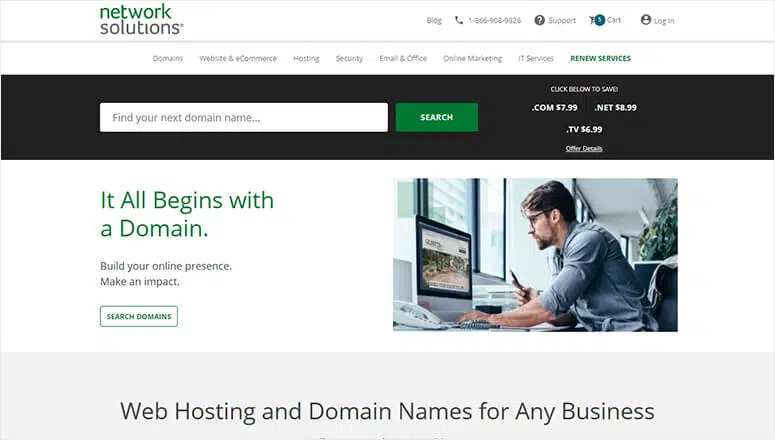 network
solutions®
Blog
1-866-908-9826
Support
5
Cart
Log in
Domains
Website & eCommerce
Hosting
Security
Email & Office
Online Marketing
IT Services
RENEW SERVICES
Find your next domain name...
SEARCH
CLICK BELOW TO SAVE!
.COM $7.99
.NET $8.99
.TV $6.99
Offer Details
It All Begins with
a Domain.
Build your online presence.
Make an impact.
SEARCH DOMAINS
Web Hosting and Domain Names for Any Business